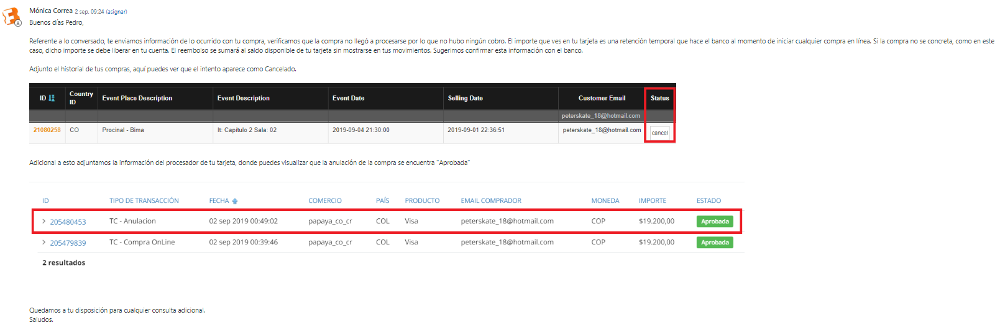 Mónica Correa 2 sep. 09:24 (asignar)
Buenos días Pedro,
Referente a lo conversado, te enviamos información de lo ocurrido con tu compra, verificamos que la compra no llegó a procesarse por lo que no hubo ningún cobro. El importe que ves en tu tarjeta es una retención temporal que hace el banco al momento de iniciar cualquier compra en línea. Si la compra no se concreta, como en este
caso, dicho importe se debe liberar en tu cuenta. El reembolso se sumará al saldo disponible de tu tarjeta sin mostrarse en tus movimientos. Sugerimos confirmar esta información con el banco.
Adjunto el historial de tus compras, aquí puedes ver que el intento aparece como Cancelado.
ID Country ID Event Place Description Event Description Event Date Selling Date Customer Email Status
peterskate_18@hotmail.com
21080258 CO Procinal - Bima It: Capítulo 2 Sala: 02 2019-09-04 21:30:00 2019-09-01 22:36:51 peterskate_18@hotmail.com cancel
Adicional a esto adjuntamos la información del procesador de tu tarjeta, donde puedes visualizar que la anulación de la compra se encuentra "Aprobada"
ID TIPO DE TRANSACCIÓN FECHA COMERCIO PAÍS PRODUCTO EMAIL COMPRADOR MONEDA IMPORTE ESTADO
> 205480453 TC - Anulacion 02 sep 2019 00:49:02 papaya_co_cr COL Visa peterskate_18@hotmail.com COP $19.200,00 Aprobada
> 205479839 TC - Compra OnLine 02 sep 2019 00:39:46 papaya_co_cr COL Visa peterskate_18@hotmail.com COP $19.200,00 Aprobada
2 resultados
Quedamos a tu disposición para cualquier consulta adicional.
Saludos.